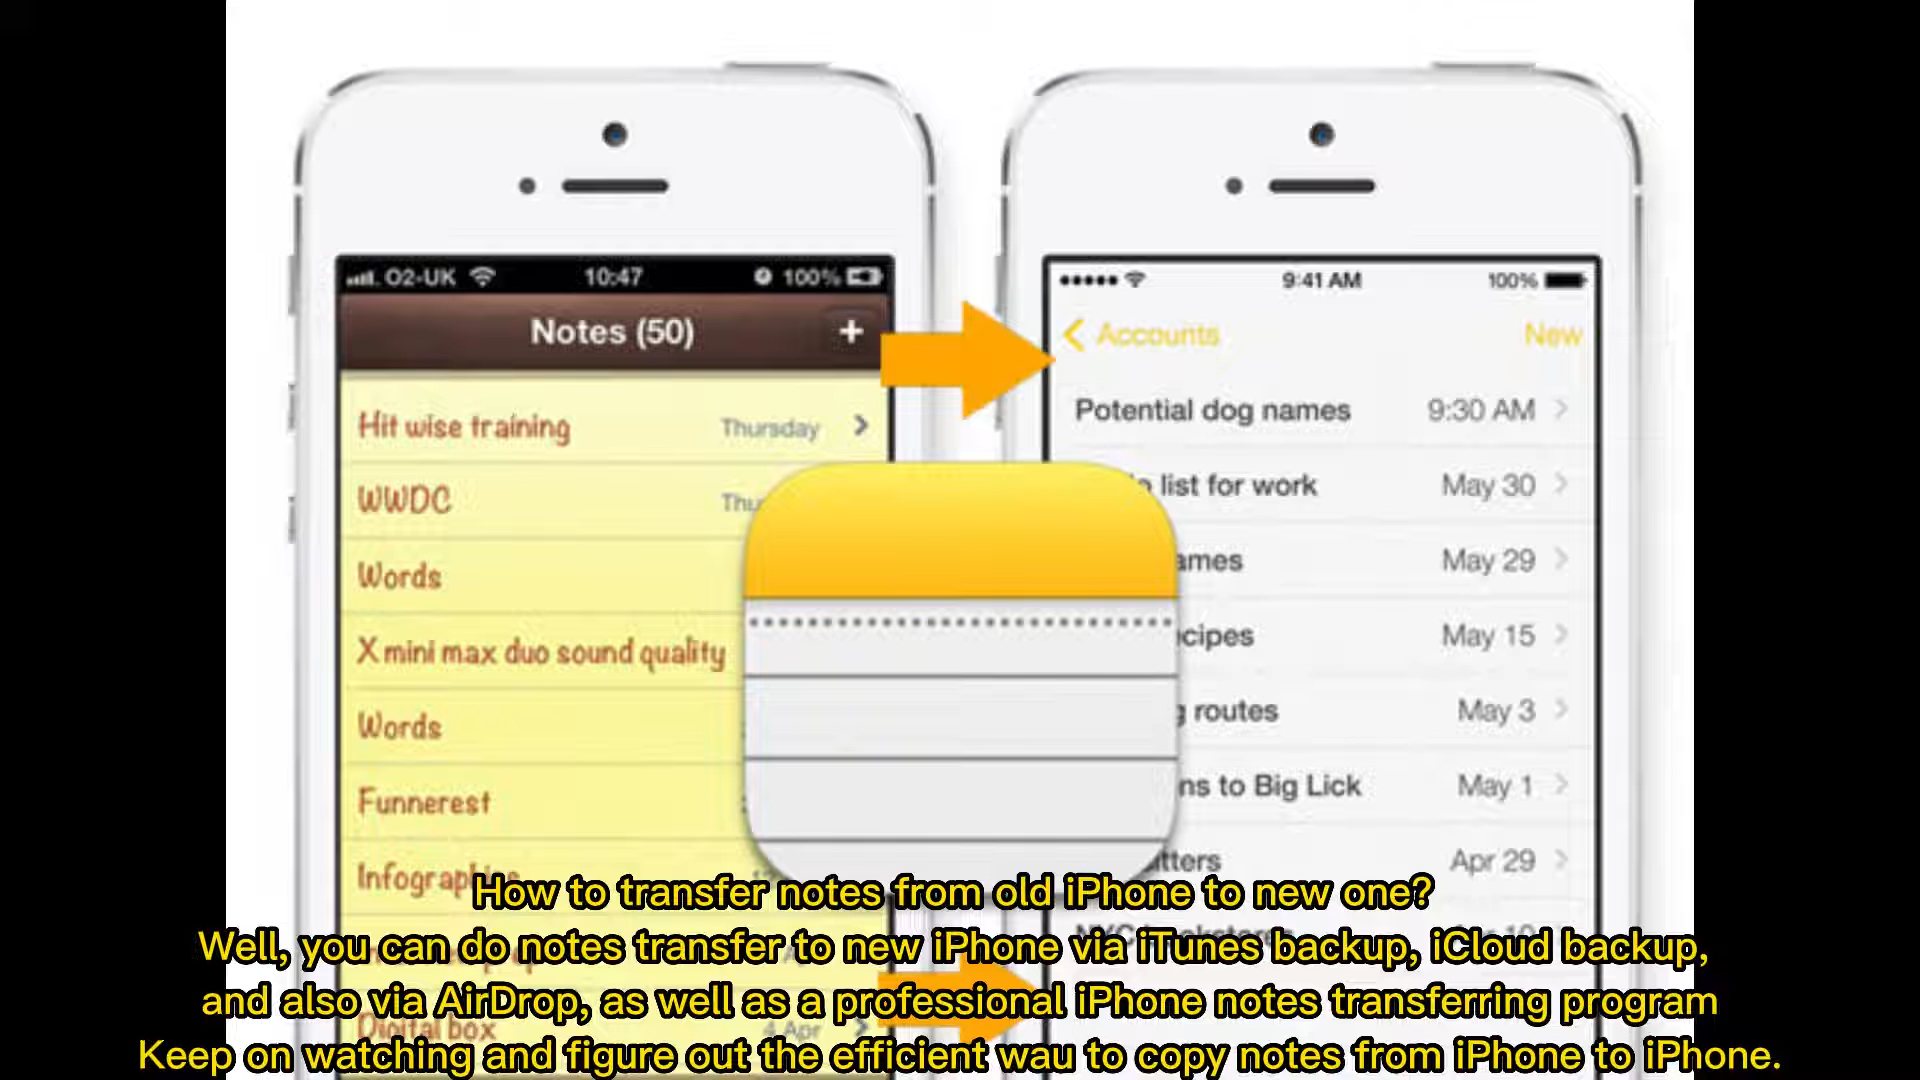 O2-UK 10:47 100%
Notes (50) +
Hit wise training Thursday
WWDC
Words
X mini max duo sound quality
Words
Funnerest
Digital box 4 Apr
9:41 AM 100%
Accounts New
Potential dog names 9:30 AM
list for work May 30
May 29
May 15
routes May 3
to Big Lick May 1
Apr 29
How to transfer notes from old iPhone to new one?
Well, you can do notes transfer to new iPhone via iTunes backup, iCloud backup,
and also via AirDrop, as well as a professional iPhone notes transferring program
Keep on watching and figure out the efficient wau to copy notes from iPhone to iPhone.